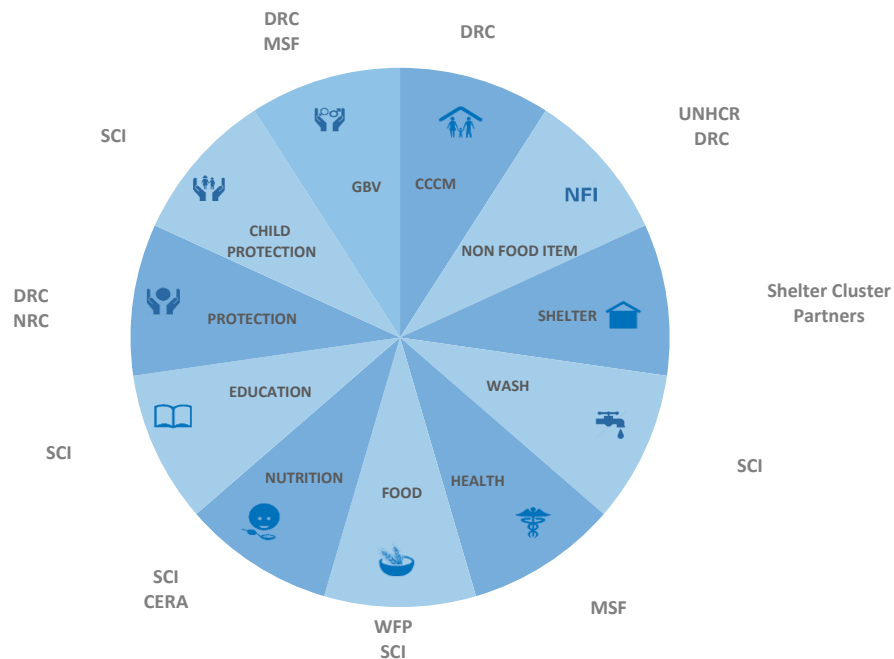 DRC
MSF
DRC
UNHCR
DRC
SCI
GBV
CCCM
NFI
CHILD
PROTECTION
NON FOOD ITEM
DRC
NRC
PROTECTION
SHELTER
Shelter Cluster
Partners
EDUCATION
WASH
SCI
SCI
NUTRITION
FOOD
HEALTH
SCI
CERA
MSF
WFP
SCI